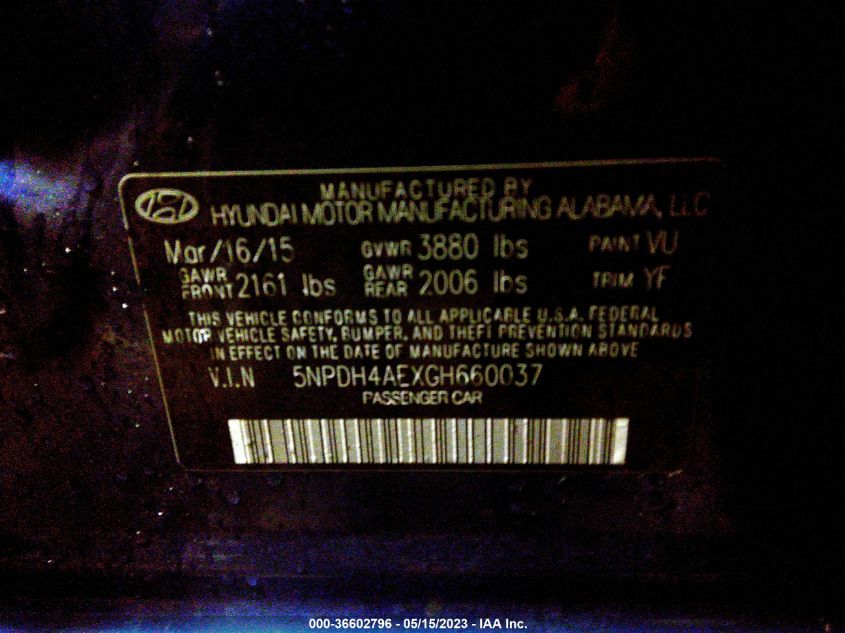 MANUFACTURED BY
HYUNDAI MOTOR MANUFACTURING ALABAMA, LLC
Mar/16/15 GVWR 3880 lbs PAINT VU
GAWR FRONT 2161 lbs GAWR REAR 2006 lbs TRIM YF
THIS VEHICLE CONFORMS TO ALL APPLICABLE U.S.A. FEDERAL
MOTOR VEHICLE SAFETY, BUMPER, AND THEFT PREVENTION STANDARDS
IN EFFECT ON THE DATE OF MANUFACTURE SHOWN ABOVE
V.I.N 5NPDH4AEXGH660037
PASSENGER CAR
000-36602796 - 05/15/2023 - IAA Inc.